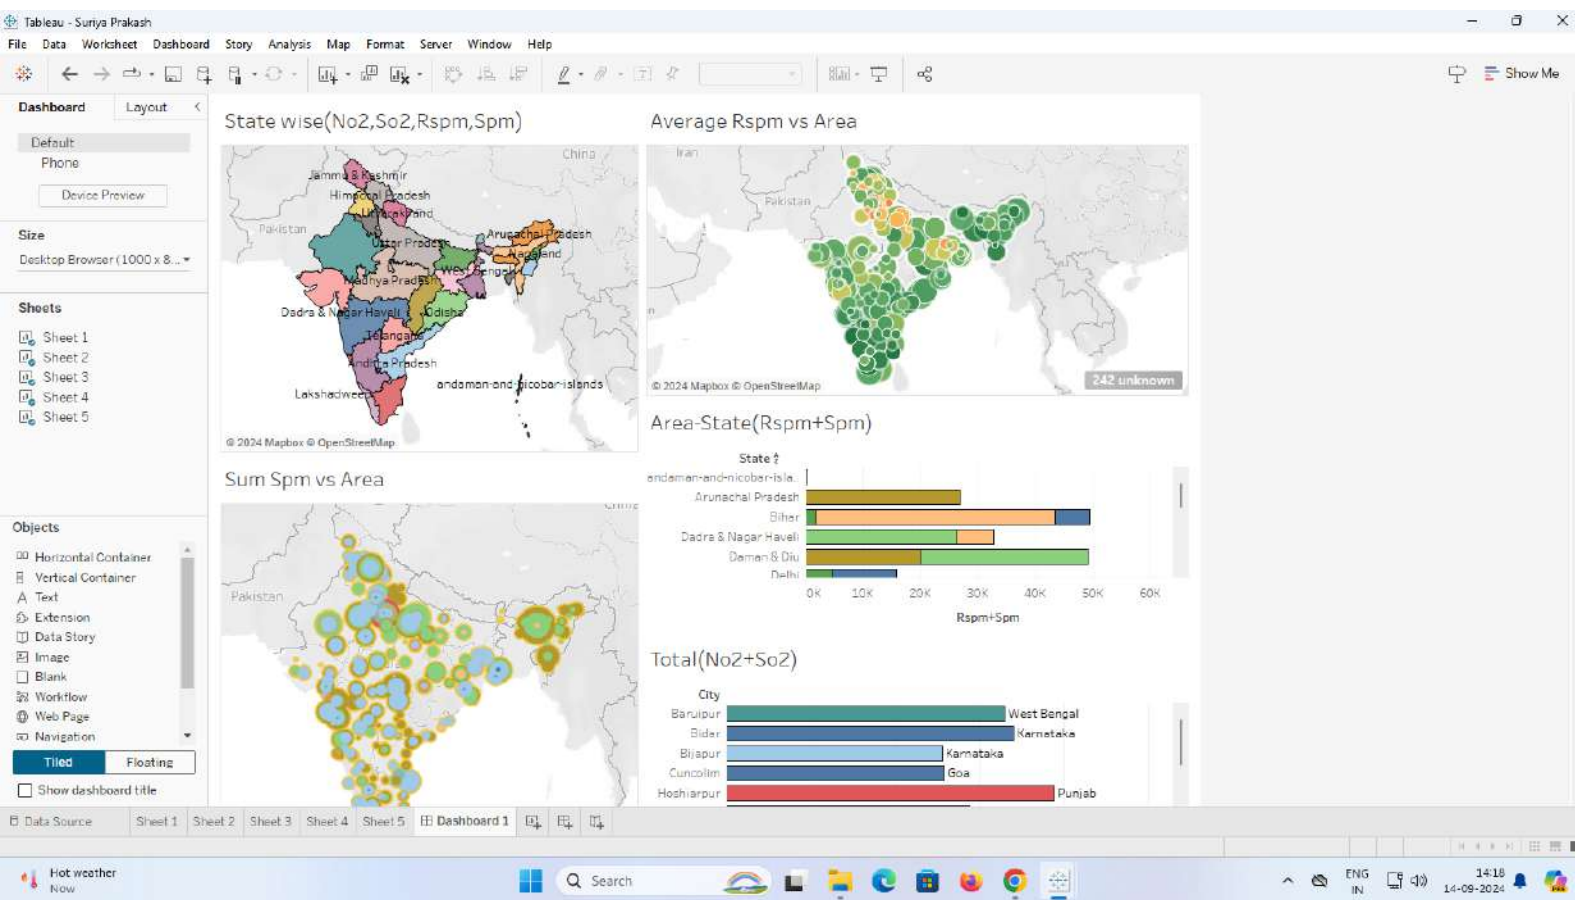 Tableau - Suriya Prakash
File Data Worksheet Dashboard Story Analysis Map Format Server Window Help
Show Me
Dashboard Layout
Default
Phone
Device Preview
Size
Desktop Browser (1000 x 8...
Sheets
Sheet 1
Sheet 2
Sheet 3
Sheet 4
Sheet 5
Objects
Horizontal Container
Vertical Container
A Text
Extension
Data Story
Image
Blank
Workflow
Web Page
Navigation
Tiled Floating
Show dashboard title
State wise(No2,So2,Rspm,Spm)
China
Jammu & Kashmir
Himachal Pradesh
Uttarakhand
Pakistan
Arunachal Pradesh
Uttar Pradesh
Nagaland
West Bengal
Madhya Pradesh
Dadra & Nagar Haveli
Odisha
Telangana
Andhra Pradesh
andaman-and-nicobar-islands
Lakshadweep
© 2024 Mapbox © OpenStreetMap
Sum Spm vs Area
China
Pakistan
Average Rspm vs Area
Iran
Pakistan
© 2024 Mapbox © OpenStreetMap
242 unknown
Area-State(Rspm+Spm)
State
andaman-and-nicobar-isla..
Arunachal Pradesh
Bihar
Dadra & Nagar Haveli
Daman & Diu
Delhi
0K 10K 20K 30K 40K 50K 60K
Rspm+Spm
Total(No2+So2)
City
Baruipur West Bengal
Bidar Karnataka
Bijapur Karnataka
Cuncolim Goa
Hoshiarpur Punjab
Data Source Sheet 1 Sheet 2 Sheet 3 Sheet 4 Sheet 5 Dashboard 1
Hot weather
Now
Search
ENG
IN
14:18
14-09-2024